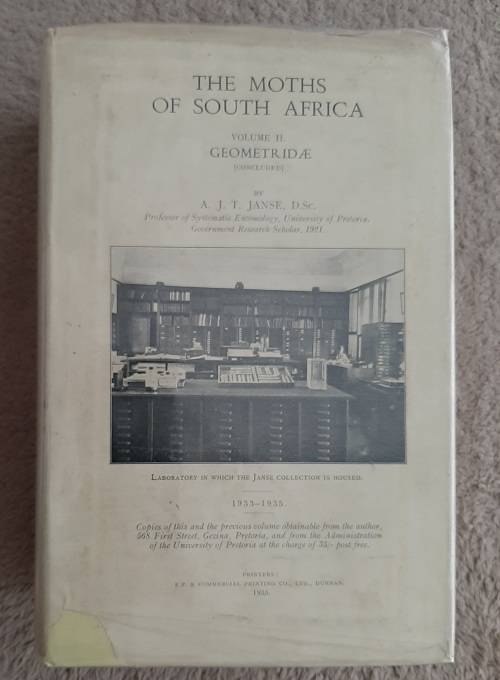 THE MOTHS
OF SOUTH AFRICA
VOLUME II.
GEOMETRIDÆ
(CONCLUDED).
BY
A. J. T. JANSE, D.Sc.
Professor of Systematic Entomology, University of Pretoria.
Government Research Scholar, 1921
LABORATORY IN WHICH THE JANSE COLLECTION IS HOUSED.
1933–1935.
Copies of this and the previous volume obtainable from the author,
568 First Street, Gezina, Pretoria, and from the Administration
of the University of Pretoria at the charge of 35/- post free.
PRINTERS:
E.P. & COMMERCIAL PRINTING CO., LTD., DURBAN.
1935.